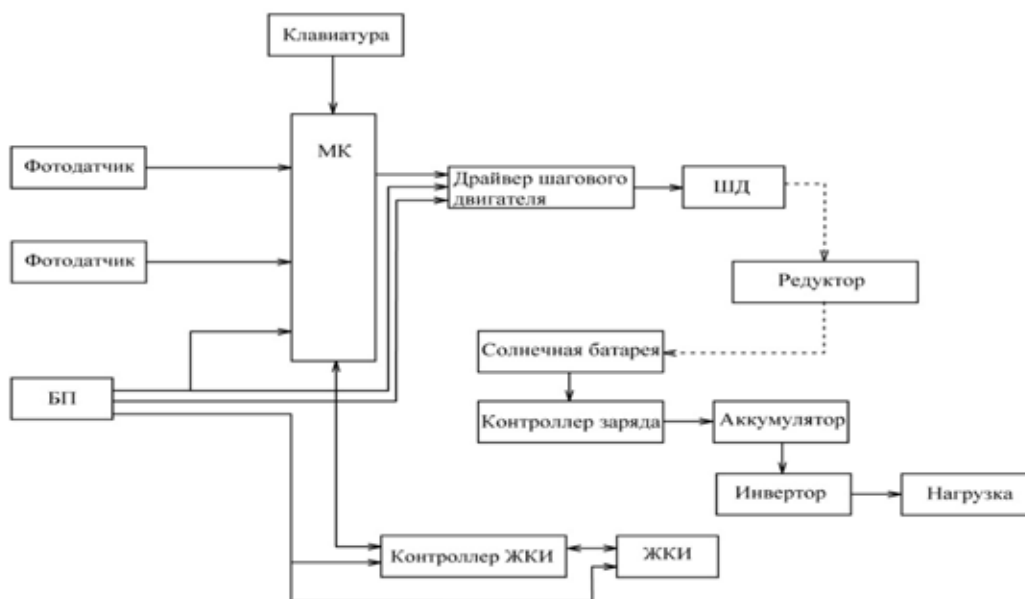 Клавиатура
МК
Фотодатчик
Драйвер шагового
двигателя
ШД
Фотодатчик
Редуктор
Солнечная батарея
БП
Контроллер заряда
Аккумулятор
Инвертор
Нагрузка
Контроллер ЖКИ
ЖКИ